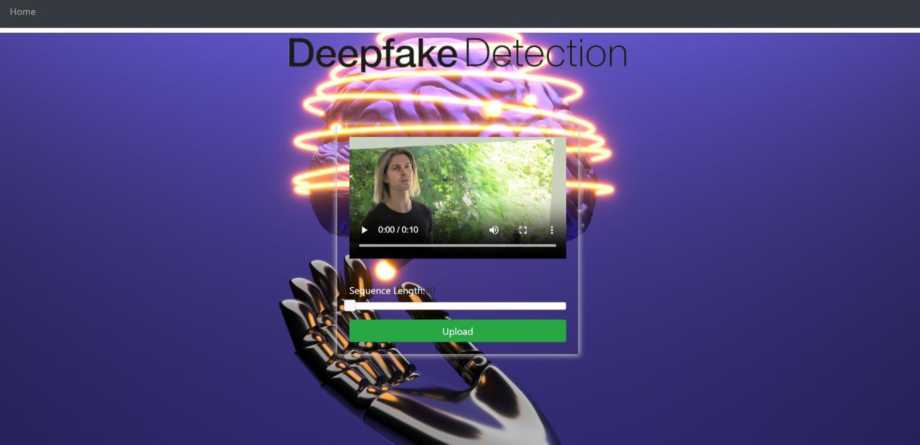 Home
Deepfake Detection
0:00 / 0:10
Sequence Length:
Upload